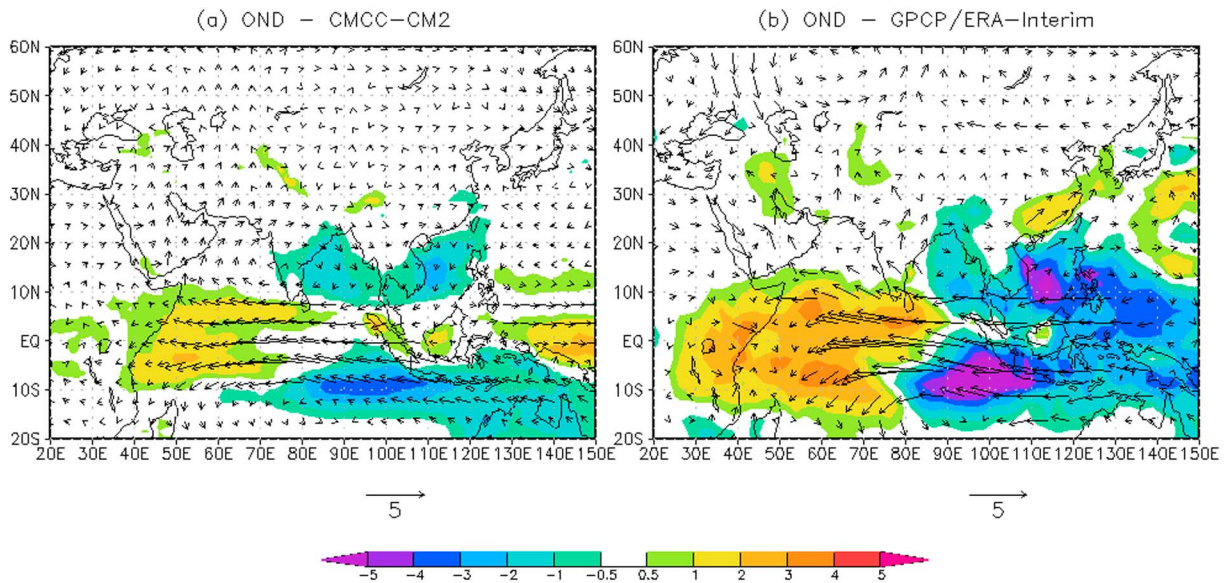 (a) OND − CMCC−CM2
(b) OND − GPCP/ERA−Interim
60N
50N
40N
30N
20N
10N
EQ
10S
20S
20E 30E 40E 50E 60E 70E 80E 90E 100E 110E 120E 130E 140E 150E
60N
50N
40N
30N
20N
10N
EQ
10S
20S
20E 30E 40E 50E 60E 70E 80E 90E 100E 110E 120E 130E 140E 150E
5
5
−5 −4 −3 −2 −1 −0.5 0.5 1 2 3 4 5